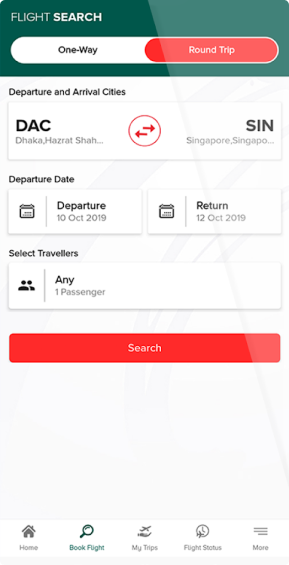 FLIGHT SEARCH
One-Way Round Trip
Departure and Arrival Cities
DAC SIN
Dhaka,Hazrat Shah... Singapore,Singapo...
Departure Date
Departure Return
10 Oct 2019 12 Oct 2019
Select Travellers
Any
1 Passenger
Search
Home Book Flight My Trips Flight Status More